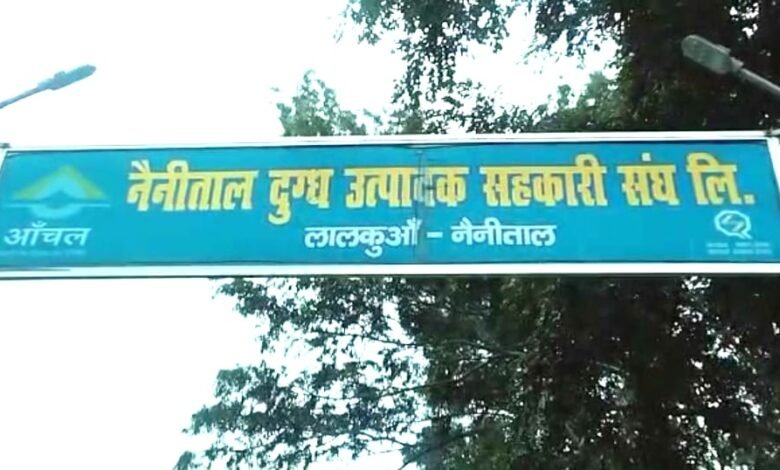 नैनीताल दुग्ध उत्पादक सहकारी संघ लि.
आँचल
लालकुआँ - नैनीताल